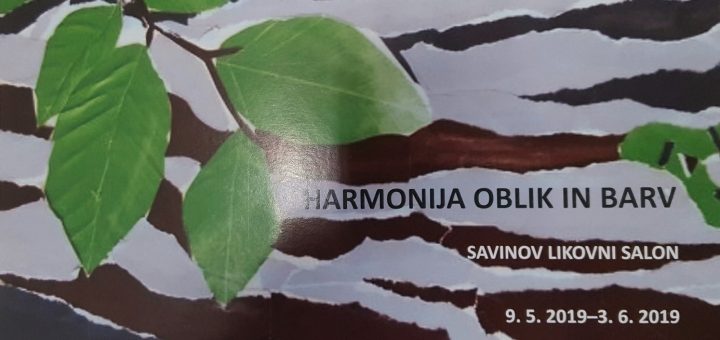 HARMONIJA OBLIK IN BARV
SAVINOV LIKOVNI SALON
9. 5. 2019–3. 6. 2019